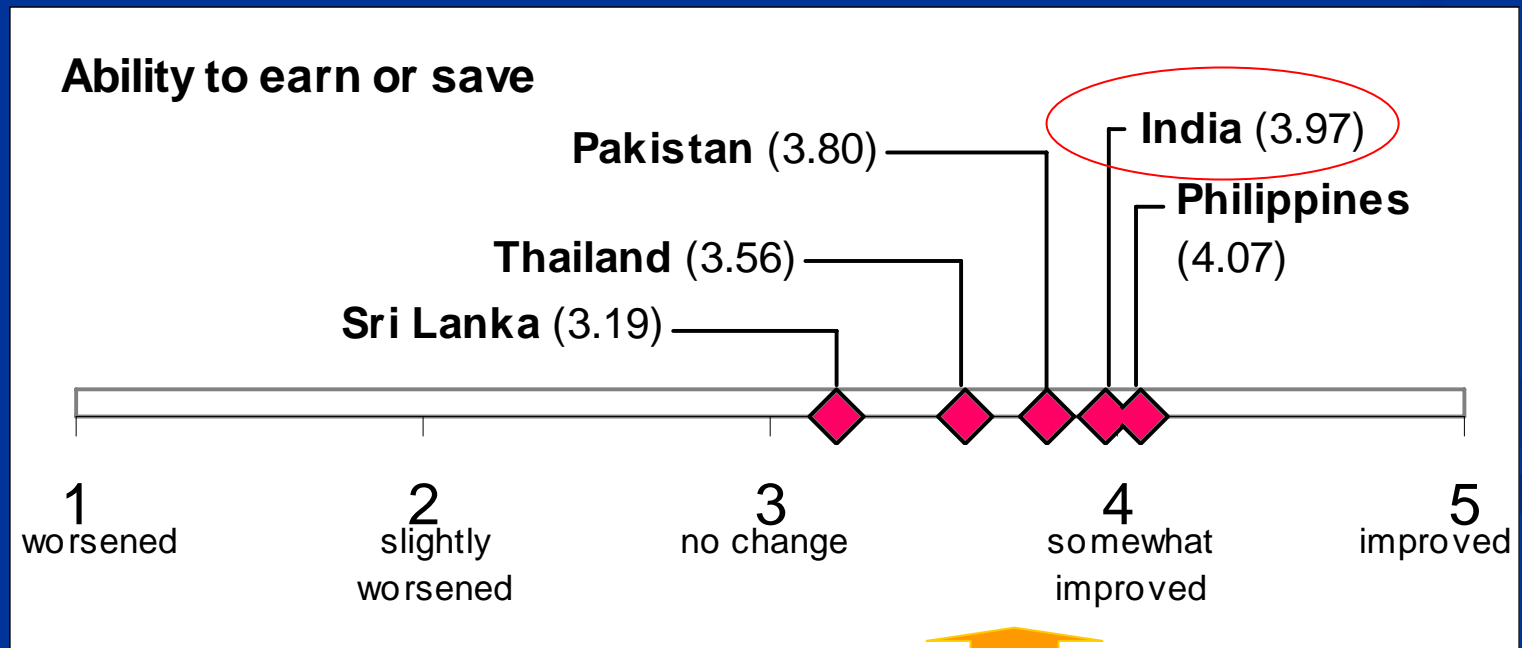 Ability to earn or save
India (3.97)
Pakistan (3.80)
Philippines
(4.07)
Thailand (3.56)
Sri Lanka (3.19)
1 2 3 4 5
worsened slightly no change somewhat improved
worsened improved